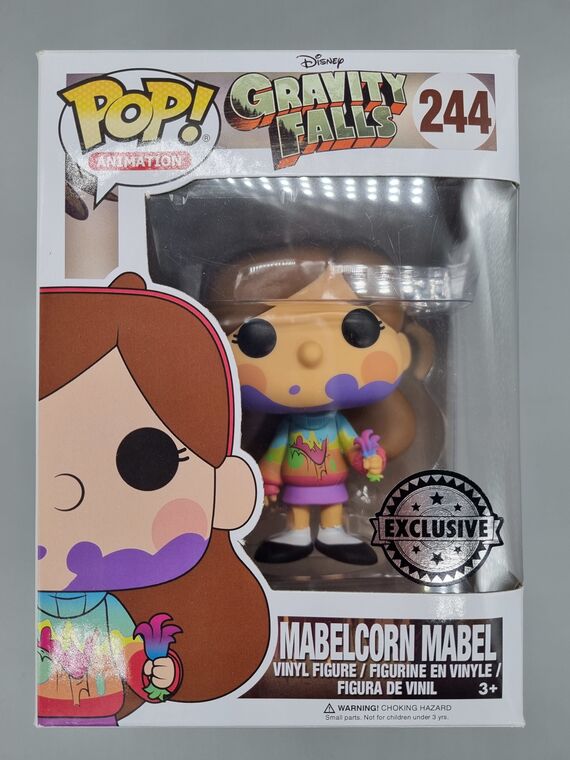 Disney
POP!
ANIMATION
GRAVITY
FALLS
244
EXCLUSIVE
MABELCORN MABEL
VINYL FIGURE / FIGURINE EN VINYLE /
FIGURA DE VINIL
3+
WARNING! CHOKING HAZARD
Small parts. Not for children under 3 yrs.